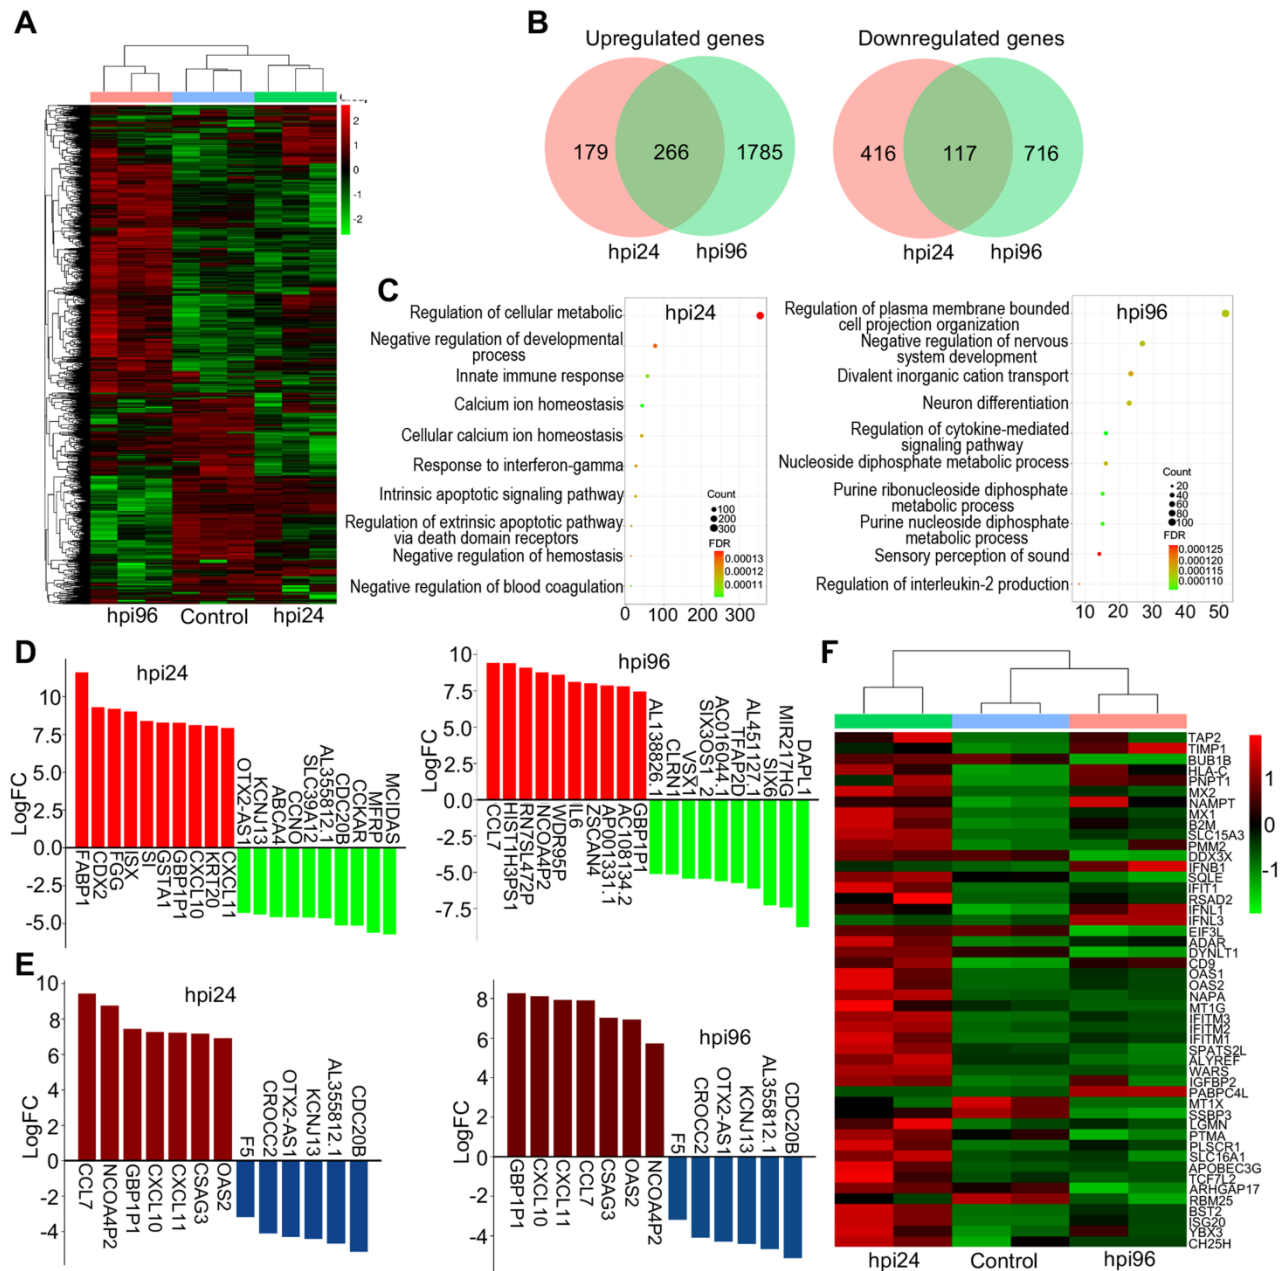 A
2
1
0
-1
-2
hpi96
Control
hpi24
B
Upregulated genes
179
266
1785
hpi24
hpi96
Downregulated genes
416
117
716
hpi24
hpi96
C
hpi24
Regulation of cellular metabolic
Negative regulation of developmental
process
Innate immune response
Calcium ion homeostasis
Cellular calcium ion homeostasis
Response to interferon-gamma
Intrinsic apoptotic signaling pathway
Regulation of extrinsic apoptotic pathway
via death domain receptors
Negative regulation of hemostasis
Negative regulation of blood coagulation
Count
100
200
300
FDR
0.00013
0.00012
0.00011
0 100 200 300
hpi96
Regulation of plasma membrane bounded
cell projection organization
Negative regulation of nervous
system development
Divalent inorganic cation transport
Neuron differentiation
Regulation of cytokine-mediated
signaling pathway
Nucleoside diphosphate metabolic process
Purine ribonucleoside diphosphate
metabolic process
Purine nucleoside diphosphate
metabolic process
Sensory perception of sound
Regulation of interleukin-2 production
Count
20
40
60
80
100
FDR
0.000125
0.000120
0.000115
0.000110
10 20 30 40 50
D
hpi24
LogFC
10
7.5
5.0
2.5
0.0
-2.5
-5.0
FABP1
CDX2
FGG
ISX
SI
GSTA1
GBP1P1
CXCL10
KRT20
CXCL11
OTX2-AS1
KCNJ13
ABCA4
CCNO
SLC39A12
AL355812.1
CDC20B
CCKAR
MFRP
MCIDAS
hpi96
LogFC
10
7.5
5.0
2.5
0.0
-2.5
-5.0
-7.5
CCL7
HIST1H3PS1
RN7SL472P
NCOA4P2
WDR95P
IL6
ZSCAN4
AP001331.1
AC108134.2
GBP1P1
AL138826.1
CLRN1
VSX1
SIX3OS1_2
AC016044.1
TFAP2D
AL451127.1
SIX6
MIR217HG
DAPL1
E
hpi24
LogFC
10
8
6
4
2
0
-2
-4
CCL7
NCOA4P2
GBP1P1
CXCL10
CXCL11
CSAG3
OAS2
F5
CROCC2
OTX2-AS1
KCNJ13
AL355812.1
CDC20B
hpi96
LogFC
8
6
4
2
0
-2
-4
GBP1P1
CXCL10
CXCL11
CCL7
CSAG3
OAS2
NCOA4P2
F5
CROCC2
OTX2-AS1
KCNJ13
AL355812.1
CDC20B
F
TAP2
TIMP1
BUB1B
HLA-C
PNPT1
MX2
NAMPT
MX1
B2M
SLC15A3
PMM2
DDX3X
IFNB1
SQLE
IFIT1
RSAD2
IFNL1
IFNL3
EIF3L
ADAR
DYNLT1
CD9
OAS1
OAS2
NAPA
MT1G
IFITM3
IFITM2
IFITM1
SPATS2L
ALYREF
WARS
IGFBP2
PABPC4L
MT1X
SSBP3
LGMN
PTMA
PLSCR1
SLC16A1
APOBEC3G
TCF7L2
ARHGAP17
RBM25
BST2
ISG20
YBX3
CH25H
1
0
-1
hpi24
Control
hpi96